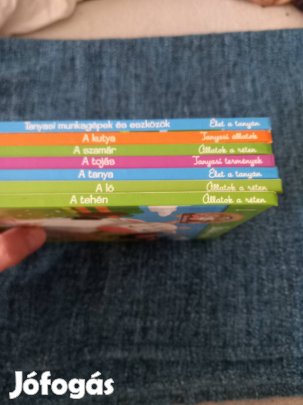 Tanyasi munkagépek és eszközök Élet a tanyán
A kutya Tanyasi állatok
A szamár Állatok a réten
A tojás Tanyasi termények
A tanya Élet a tanyán
A ló Állatok a réten
A tehén Állatok a réten
Jófogás